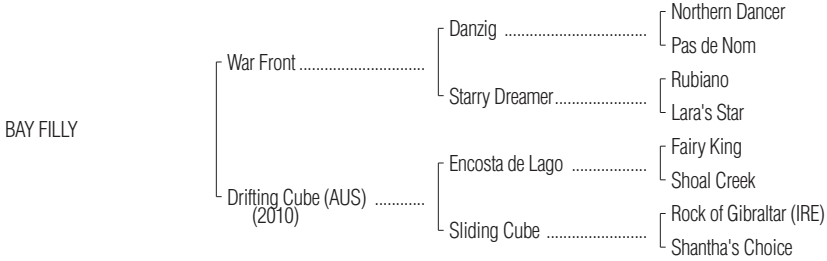 Northern Dancer
Danzig ..................................
Pas de Nom
War Front ..............................
Rubiano
Starry Dreamer......................
Lara's Star
BAY FILLY
Fairy King
Encosta de Lago ..................
Shoal Creek
Drifting Cube (AUS) ............
(2010)
Rock of Gibraltar (IRE)
Sliding Cube ........................
Shantha's Choice